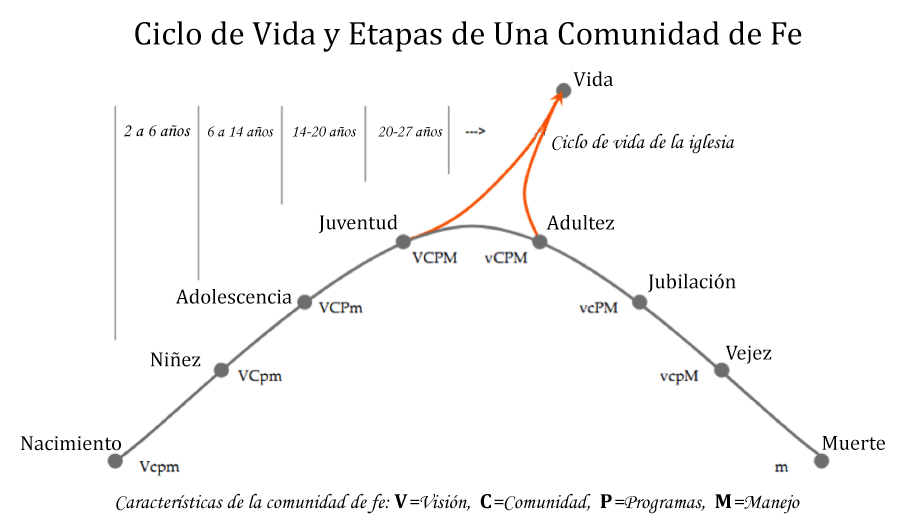 Ciclo de Vida y Etapas de Una Comunidad de Fe
Vida
2 a 6 años
6 a 14 años
14-20 años
20-27 años
--->
Ciclo de vida de la iglesia
Juventud
Adultez
VCPM
vCPM
Adolescencia
Jubilación
VCPm
vcPM
Niñez
Vejez
VCpm
vcpM
Nacimiento
Muerte
Vcpm
m
Características de la comunidad de fe: V=Visión, C=Comunidad, P=Programas, M=Manejo